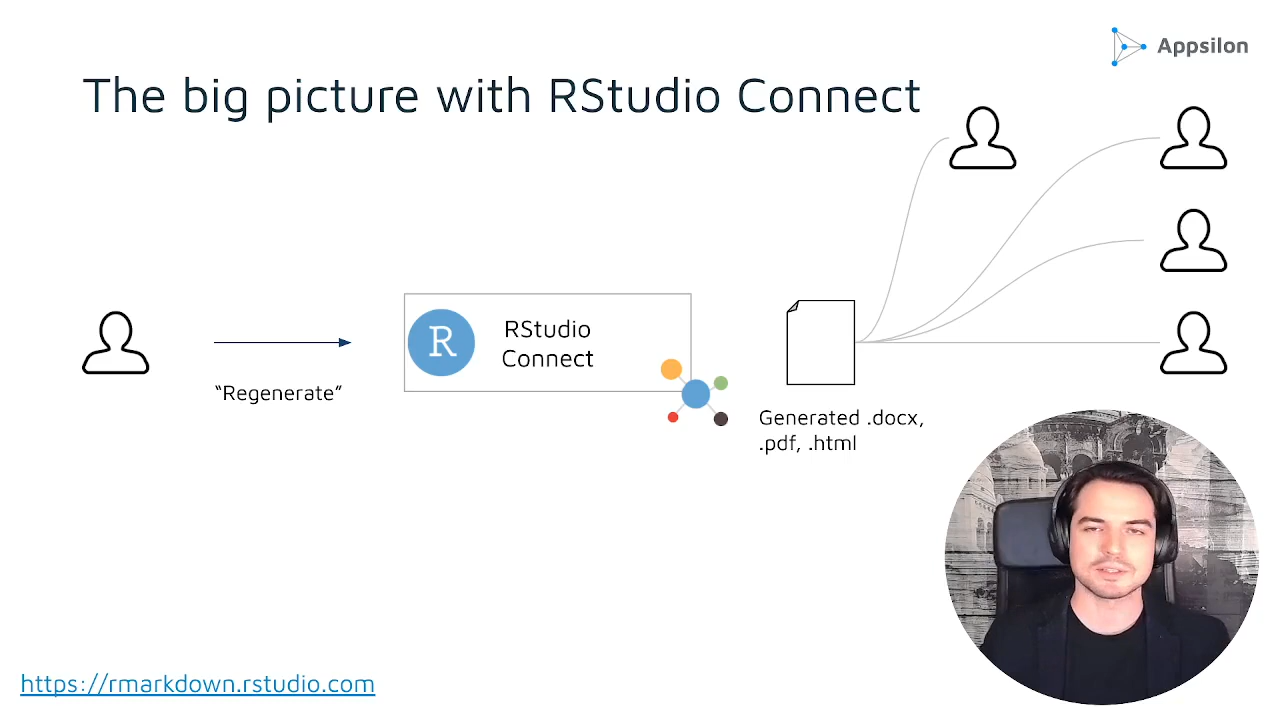 Appsilon
The big picture with RStudio Connect
R
RStudio
Connect
“Regenerate”
Generated .docx,
.pdf, .html
https://rmarkdown.rstudio.com